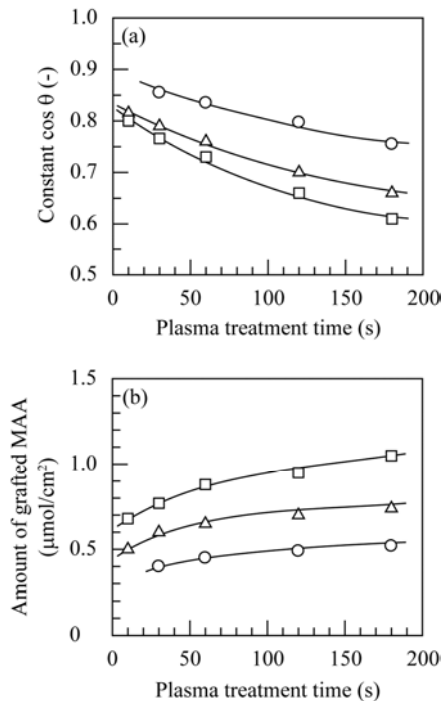 (a)
1.0
0.9
0.8
0.7
0.6
0.5
Constant cos θ (-)
0 50 100 150 200
Plasma treatment time (s)
(b)
1.5
1.0
0.5
0
Amount of grafted MAA
(μmol/cm²)
0 50 100 150 200
Plasma treatment time (s)